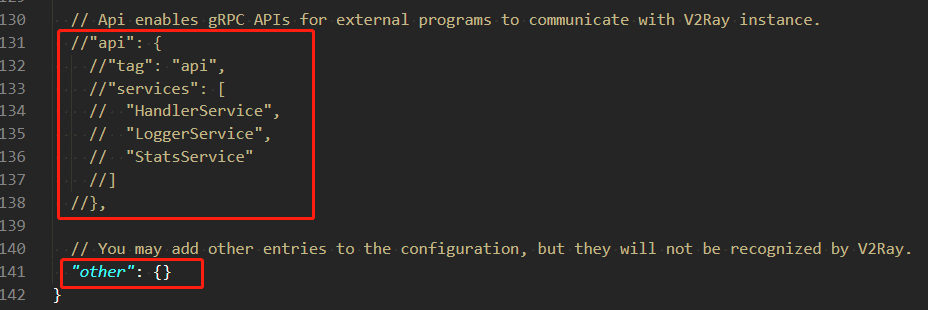 130 // Api enables gRPC APIs for external programs to communicate with V2Ray instance.
131 //"api": {
132 //"tag": "api",
133 //"services": [
134 // "HandlerService",
135 // "LoggerService",
136 // "StatsService"
137 //]
138 //},
139
140 // You may add other entries to the configuration, but they will not be recognized by V2Ray.
141 "other": {}
142 }